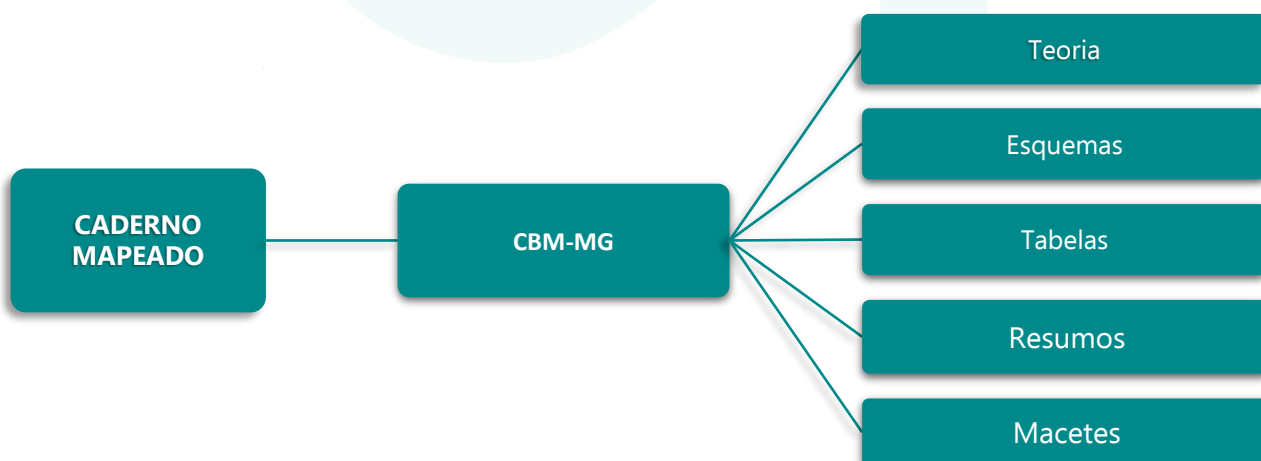 CADERNO
MAPEADO
CBM-MG
Teoria
Esquemas
Tabelas
Resumos
Macetes